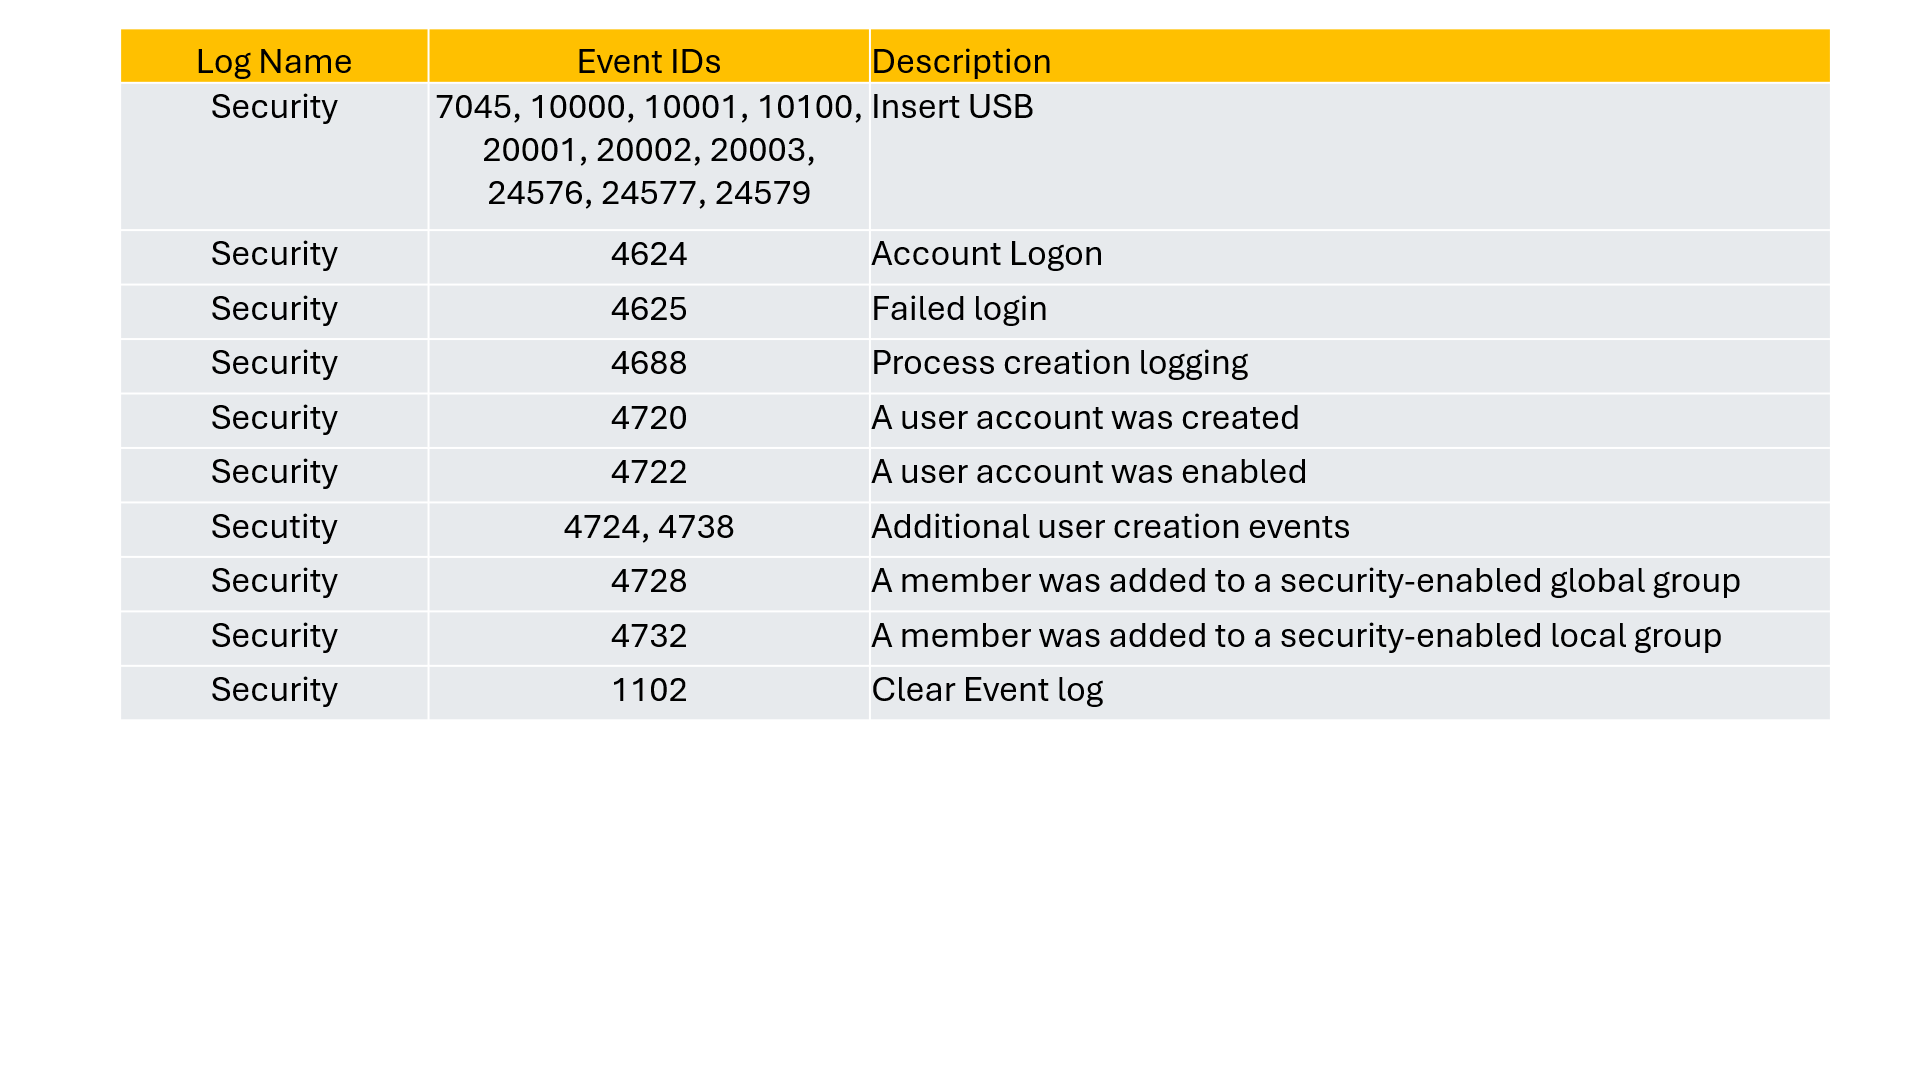 Log Name Event IDs Description
Security 7045, 10000, 10001, 10100, Insert USB
20001, 20002, 20003,
24576, 24577, 24579
Security 4624 Account Logon
Security 4625 Failed login
Security 4688 Process creation logging
Security 4720 A user account was created
Security 4722 A user account was enabled
Secutity 4724, 4738 Additional user creation events
Security 4728 A member was added to a security-enabled global group
Security 4732 A member was added to a security-enabled local group
Security 1102 Clear Event log